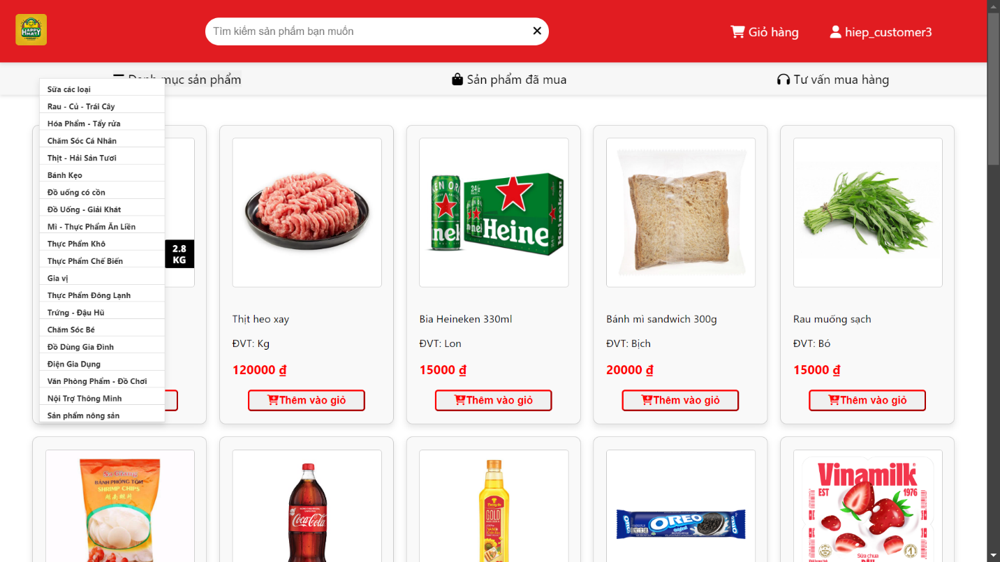 HAPPY
MAT
Tìm kiếm sản phẩm bạn muốn
Giỏ hàng
hiep_customer3
Danh mục sản phẩm
Sản phẩm đã mua
Tư vấn mua hàng
Sữa các loại
Rau - Củ - Trái Cây
Hóa Phẩm - Tẩy rửa
Chăm Sóc Cá Nhân
Thịt - Hải Sản Tươi
Bánh Kẹo
Đồ uống có cồn
Đồ Uống - Giải Khát
Mì - Thực Phẩm Ăn Liền
Thực Phẩm Khô
Thực Phẩm Chế Biến
Gia vị
Thực Phẩm Đông Lạnh
Trứng - Đậu Hũ
Chăm Sóc Bé
Đồ Dùng Gia Đình
Điện Gia Dụng
Văn Phòng Phẩm - Đồ Chơi
Nội Trợ Thông Minh
Sản phẩm nông sản
2.8
KG
Thịt heo xay
ĐVT: Kg
120000 ₫
Thêm vào giỏ
Heine
Bia Heineken 330ml
ĐVT: Lon
15000 ₫
Thêm vào giỏ
Bánh mì sandwich 300g
ĐVT: Bịch
20000 ₫
Thêm vào giỏ
Rau muống sạch
ĐVT: Bó
15000 ₫
Thêm vào giỏ
Sa Giang
BÁNH PHỒNG TÔM
SHRIMP CHIPS
Coca-Cola
GOLD
OREO
Vinamilk
EST 1976
Sữa chua
DÂU